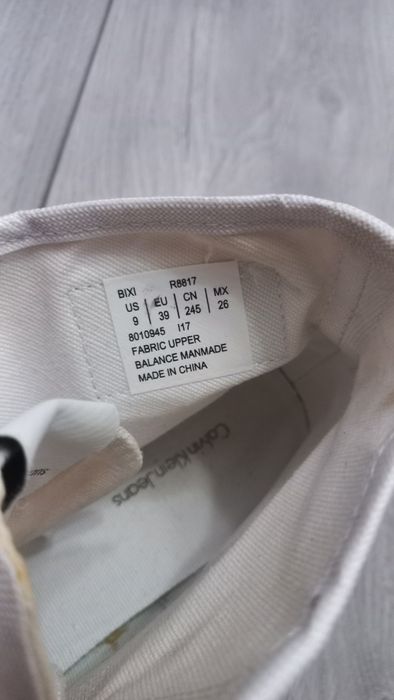 BIXI R8817
US | EU | CN | MX
9 | 39 | 245 | 26
8010945 I17
FABRIC UPPER
BALANCE MANMADE
MADE IN CHINA
Calvin Klein Jeans